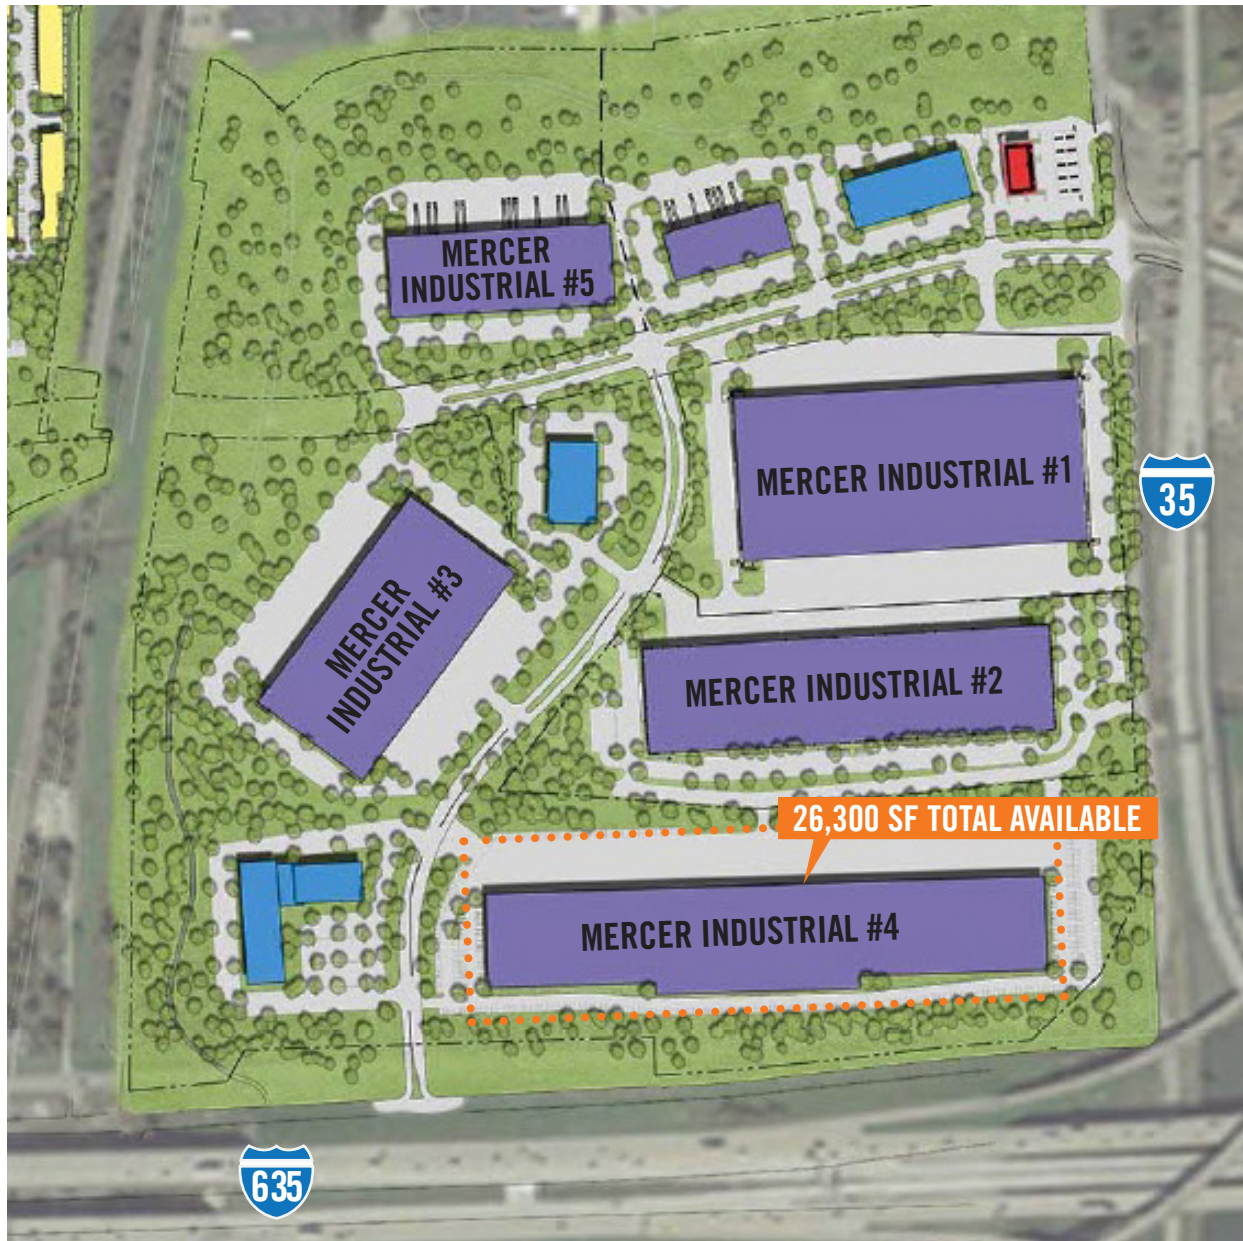 MERCER
INDUSTRIAL #5
MERCER INDUSTRIAL #1
35
MERCER
INDUSTRIAL #3
MERCER INDUSTRIAL #2
26,300 SF TOTAL AVAILABLE
MERCER INDUSTRIAL #4
635